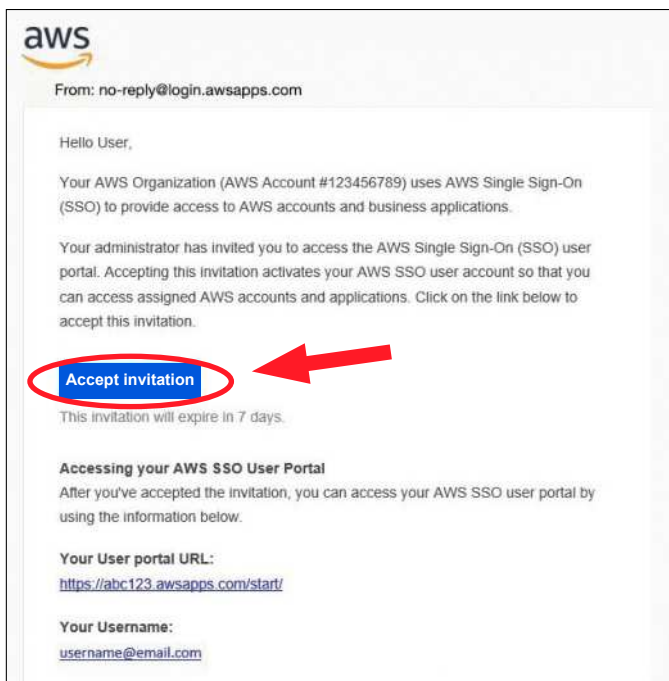 aws
From: no-reply@login.awsapps.com
Hello User,
Your AWS Organization (AWS Account #123456789) uses AWS Single Sign-On
(SSO) to provide access to AWS accounts and business applications.
Your administrator has invited you to access the AWS Single Sign-On (SSO) user
portal. Accepting this invitation activates your AWS SSO user account so that you
can access assigned AWS accounts and applications. Click on the link below to
accept this invitation.
Accept invitation
This invitation will expire in 7 days.
Accessing your AWS SSO User Portal
After you've accepted the invitation, you can access your AWS SSO user portal by
using the information below.
Your User portal URL:
https://abc123.awsapps.com/start/
Your Username:
username@email.com